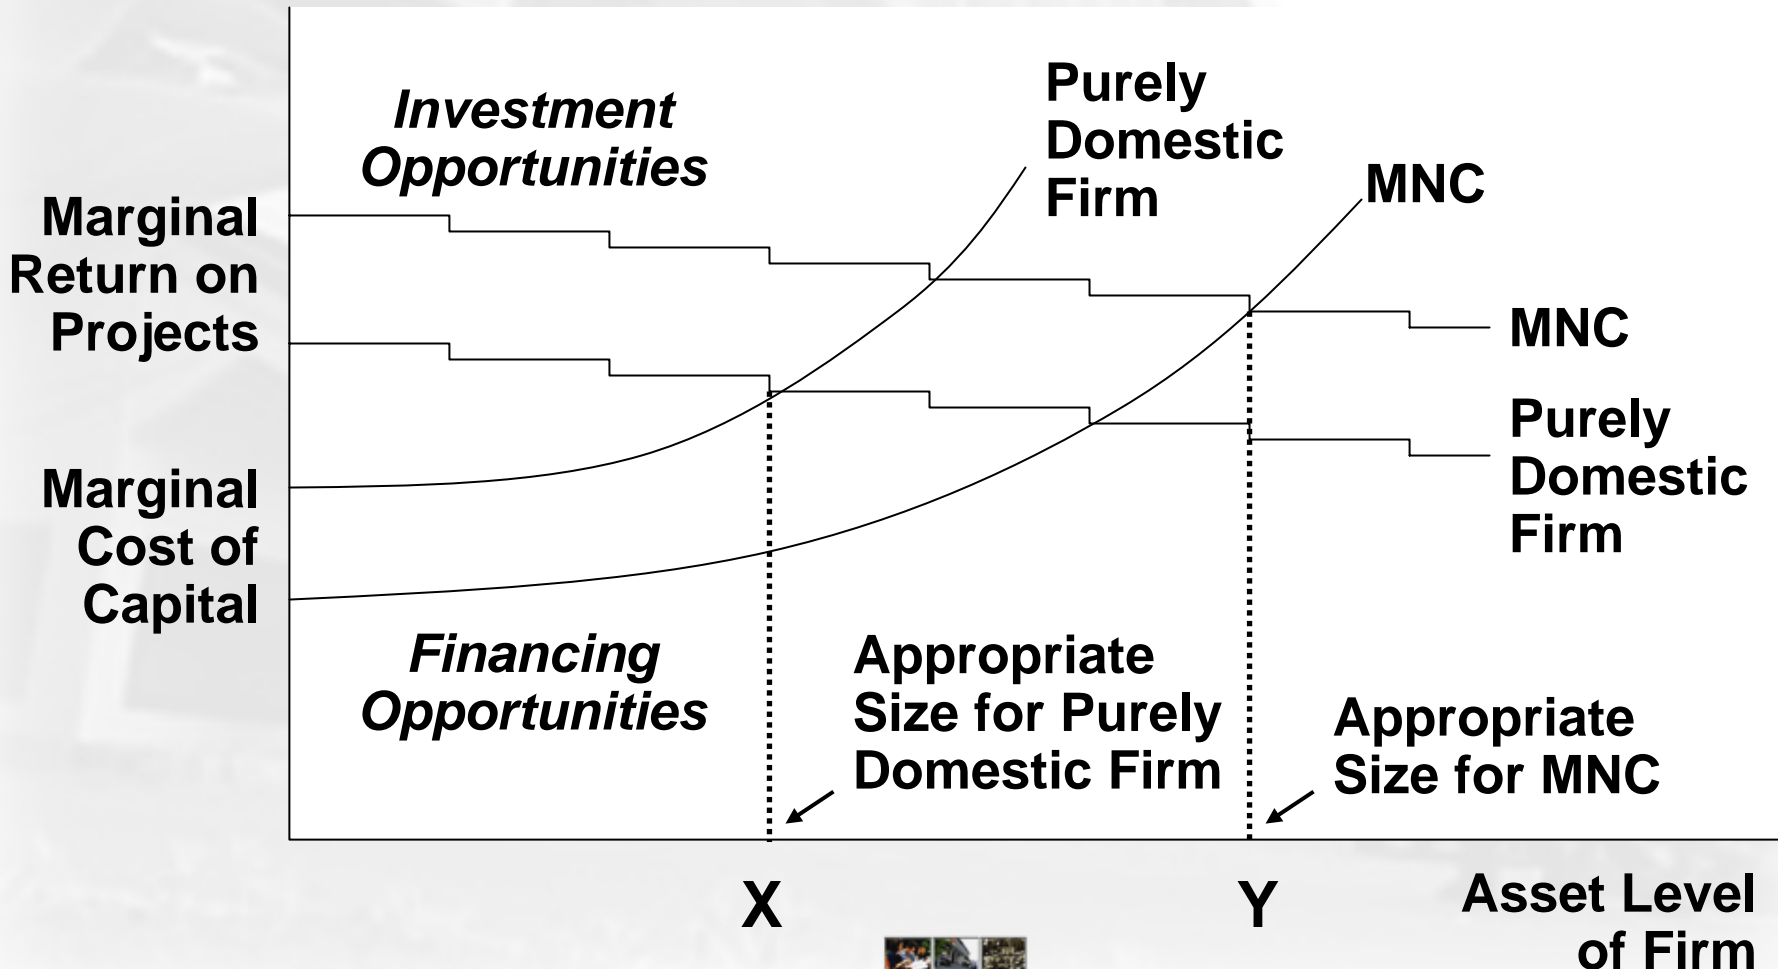 Investment
Opportunities
Purely
Domestic
Firm
MNC
Marginal
Return on
Projects
MNC
Purely
Domestic
Firm
Marginal
Cost of
Capital
Financing
Opportunities
Appropriate
Size for Purely
Domestic Firm
Appropriate
Size for MNC
X
Y
Asset Level
of Firm